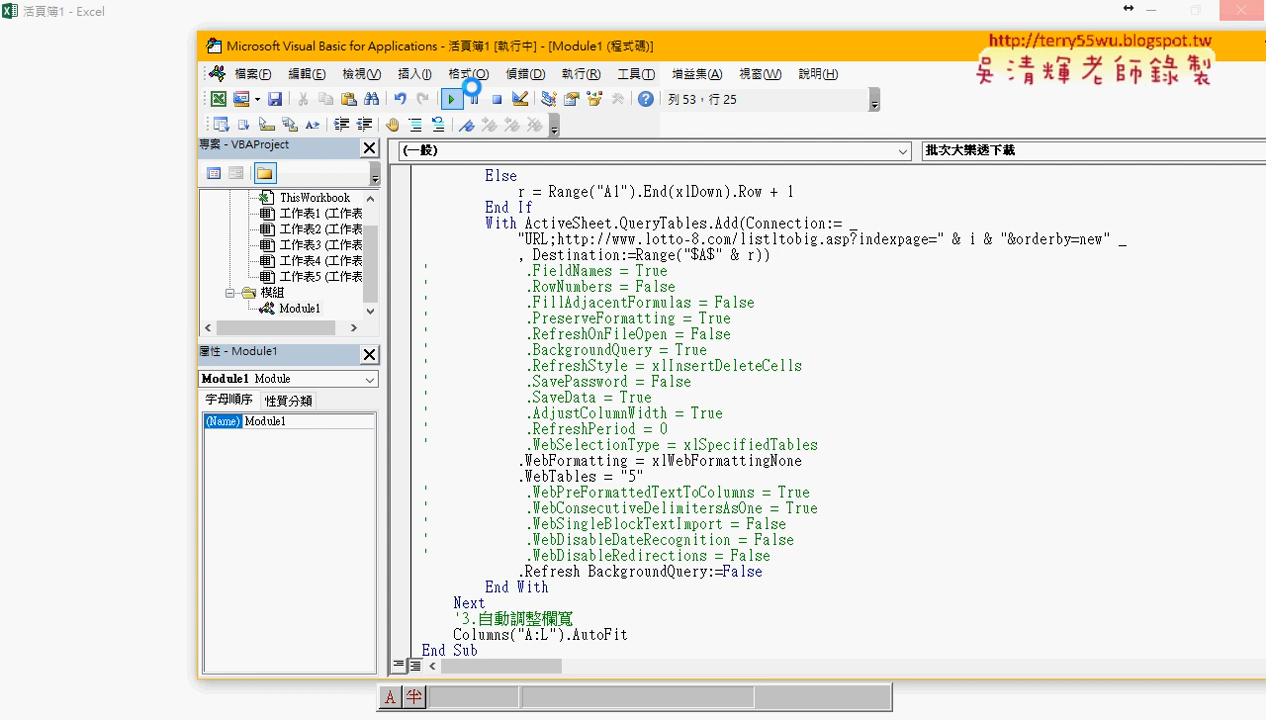 活頁簿1 - Excel
Microsoft Visual Basic for Applications - 活頁簿1 [執行中] - [Module1 (程式碼)]
http://terry55wu.blogspot.tw
吳清輝老師錄製
檔案(F) 編輯(E) 檢視(V) 插入(I) 格式(O) 偵錯(D) 執行(R) 工具(T) 增益集(A) 視窗(W) 說明(H)
列 53，行 25
專案 - VBAProject
(一般)
批次大樂透下載
ThisWorkbook
工作表1 (工作表
工作表2 (工作表
工作表3 (工作表
工作表4 (工作表
工作表5 (工作表
模組
Module1
屬性 - Module1
Module1 Module
字母順序 性質分類
(Name) Module1
Else
r = Range("A1").End(xlDown).Row + 1
End If
With ActiveSheet.QueryTables.Add(Connection:= _
"URL;http://www.lotto-8.com/listltobig.asp?indexpage=" & i & "&orderby=new" _
, Destination:=Range("$A$" & r))
' .FieldNames = True
' .RowNumbers = False
' .FillAdjacentFormulas = False
' .PreserveFormatting = True
' .RefreshOnFileOpen = False
' .BackgroundQuery = True
' .RefreshStyle = xlInsertDeleteCells
' .SavePassword = False
' .SaveData = True
' .AdjustColumnWidth = True
' .RefreshPeriod = 0
' .WebSelectionType = xlSpecifiedTables
.WebFormatting = xlWebFormattingNone
.WebTables = "5"
' .WebPreFormattedTextToColumns = True
' .WebConsecutiveDelimitersAsOne = True
' .WebSingleBlockTextImport = False
' .WebDisableDateRecognition = False
' .WebDisableRedirections = False
.Refresh BackgroundQuery:=False
End With
Next
'3.自動調整欄寬
Columns("A:L").AutoFit
End Sub
A 半